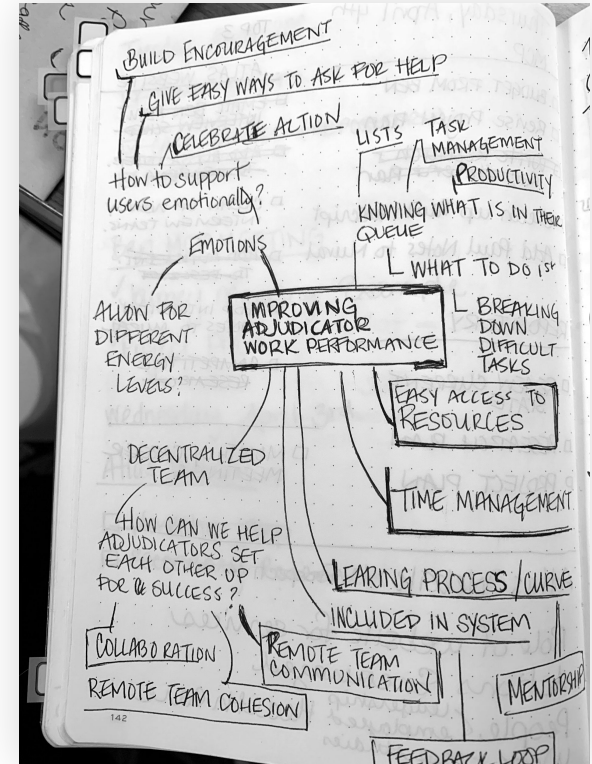 BUILD ENCOURAGEMENT
GIVE EASY WAYS TO ASK FOR HELP
CELEBRATE ACTION
How to support
users emotionally?
EMOTIONS
LISTS
TASK
MANAGEMENT
PRODUCTIVITY
KNOWING WHAT IS IN THEIR
QUEUE
WHAT TO DO 1st
BREAKING
DOWN
DIFFICULT
TASKS
IMPROVING
ADJUDICATOR
WORK PERFORMANCE
ALLOW FOR
DIFFERENT
ENERGY
LEVELS?
EASY ACCESS TO
RESOURCES
TIME MANAGEMENT
DECENTRALIZED
TEAM
HOW CAN WE HELP
ADJUDICATORS SET
EACH OTHER UP
FOR SUCCESS?
LEARING PROCESS/CURVE
INCLUDED IN SYSTEM
COLLABORATION
REMOTE TEAM
COMMUNICATION
REMOTE TEAM COHESION
MENTORSHIP
FEEDBACK LOOP
142